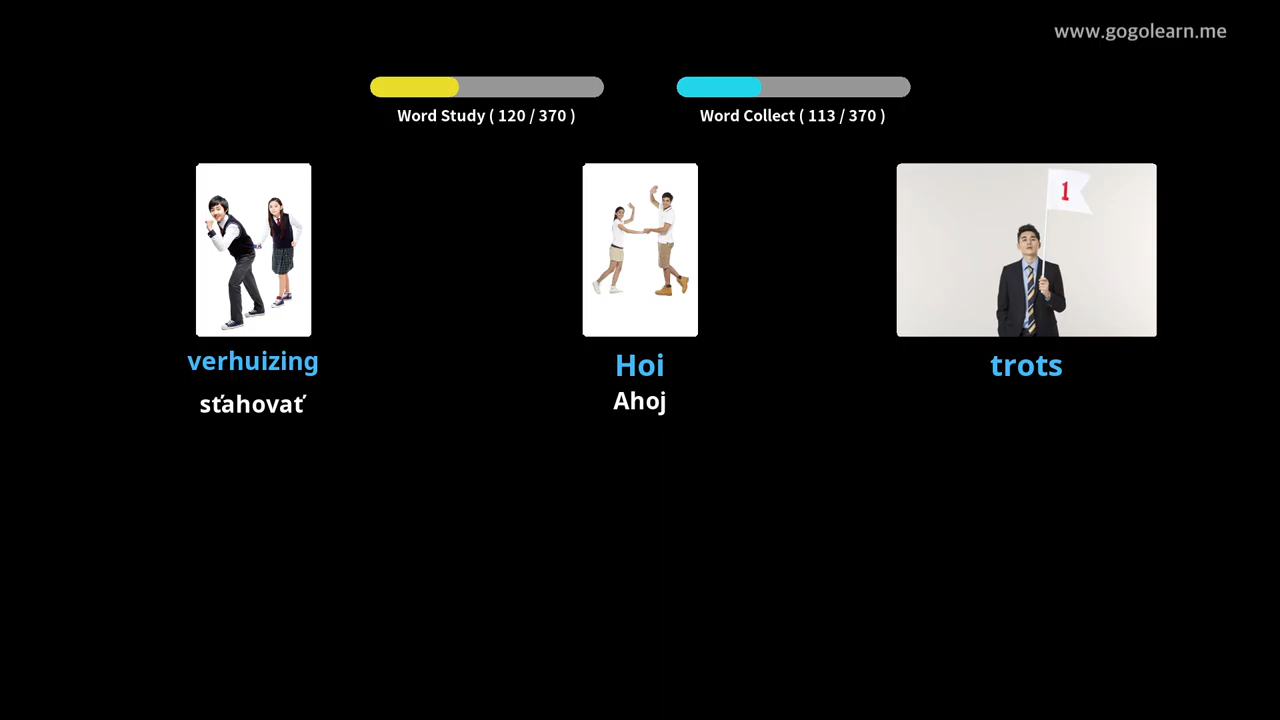 www.gogolearn.me
Word Study ( 120 / 370 )
Word Collect ( 113 / 370 )
1
verhuizing
sťahovať
Hoi
Ahoj
trots